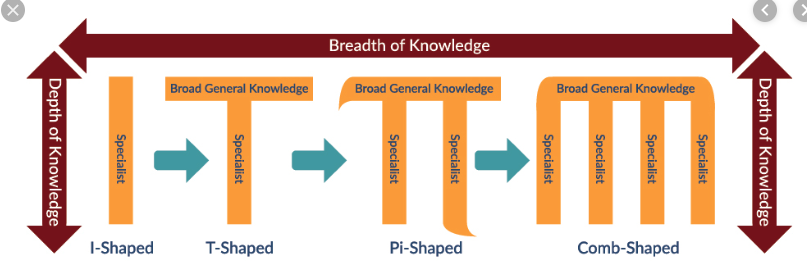 Breadth of Knowledge
Depth of Knowledge
Specialist
I-Shaped
Broad General Knowledge
Specialist
T-Shaped
Broad General Knowledge
Specialist
Specialist
Pi-Shaped
Broad General Knowledge
Specialist
Specialist
Specialist
Specialist
Comb-Shaped
Depth of Knowledge